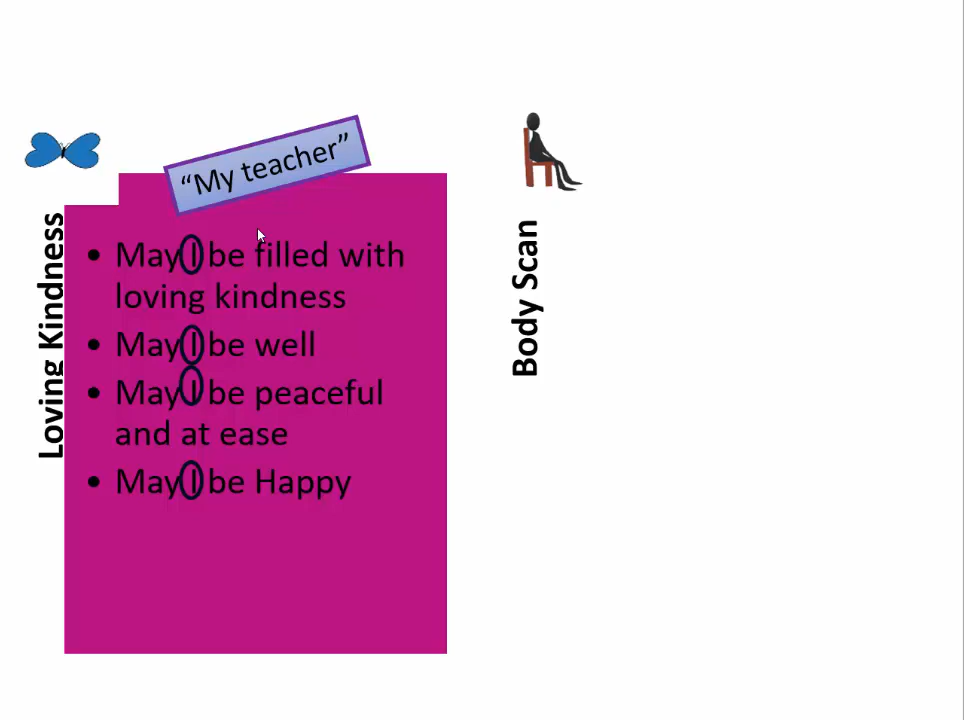 “My teacher”
Loving Kindness
• May I be filled with
loving kindness
• May I be well
• May I be peaceful
and at ease
• May I be Happy
Body Scan